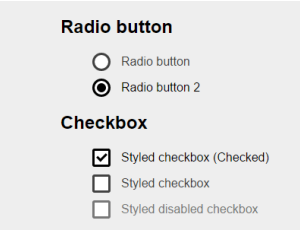 Radio button
Radio button
Radio button 2
Checkbox
Styled checkbox (Checked)
Styled checkbox
Styled disabled checkbox